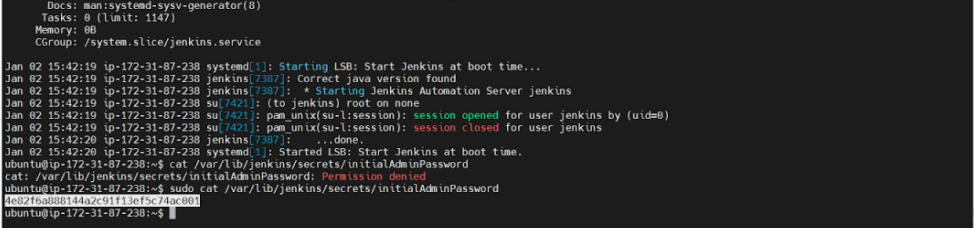 Docs: man:systemd-sysv-generator(8)
Tasks: 0 (limit: 1147)
Memory: 0B
CGroup: /system.slice/jenkins.service
Jan 02 15:42:19 ip-172-31-87-238 systemd[1]: Starting LSB: Start Jenkins at boot time...
Jan 02 15:42:19 ip-172-31-87-238 jenkins[7387]: Correct java version found
Jan 02 15:42:19 ip-172-31-87-238 jenkins[7387]:  * Starting Jenkins Automation Server jenkins
Jan 02 15:42:19 ip-172-31-87-238 su[7421]: (to jenkins) root on none
Jan 02 15:42:19 ip-172-31-87-238 su[7421]: pam_unix(su-l:session): session opened for user jenkins by (uid=0)
Jan 02 15:42:19 ip-172-31-87-238 su[7421]: pam_unix(su-l:session): session closed for user jenkins
Jan 02 15:42:20 ip-172-31-87-238 jenkins[7387]:    ...done.
Jan 02 15:42:20 ip-172-31-87-238 systemd[1]: Started LSB: Start Jenkins at boot time.
ubuntu@ip-172-31-87-238:~$ cat /var/lib/jenkins/secrets/initialAdminPassword
cat: /var/lib/jenkins/secrets/initialAdminPassword: Permission denied
ubuntu@ip-172-31-87-238:~$ sudo cat /var/lib/jenkins/secrets/initialAdminPassword
4e82f6a888144a2c91f13ef5c74ac001
ubuntu@ip-172-31-87-238:~$